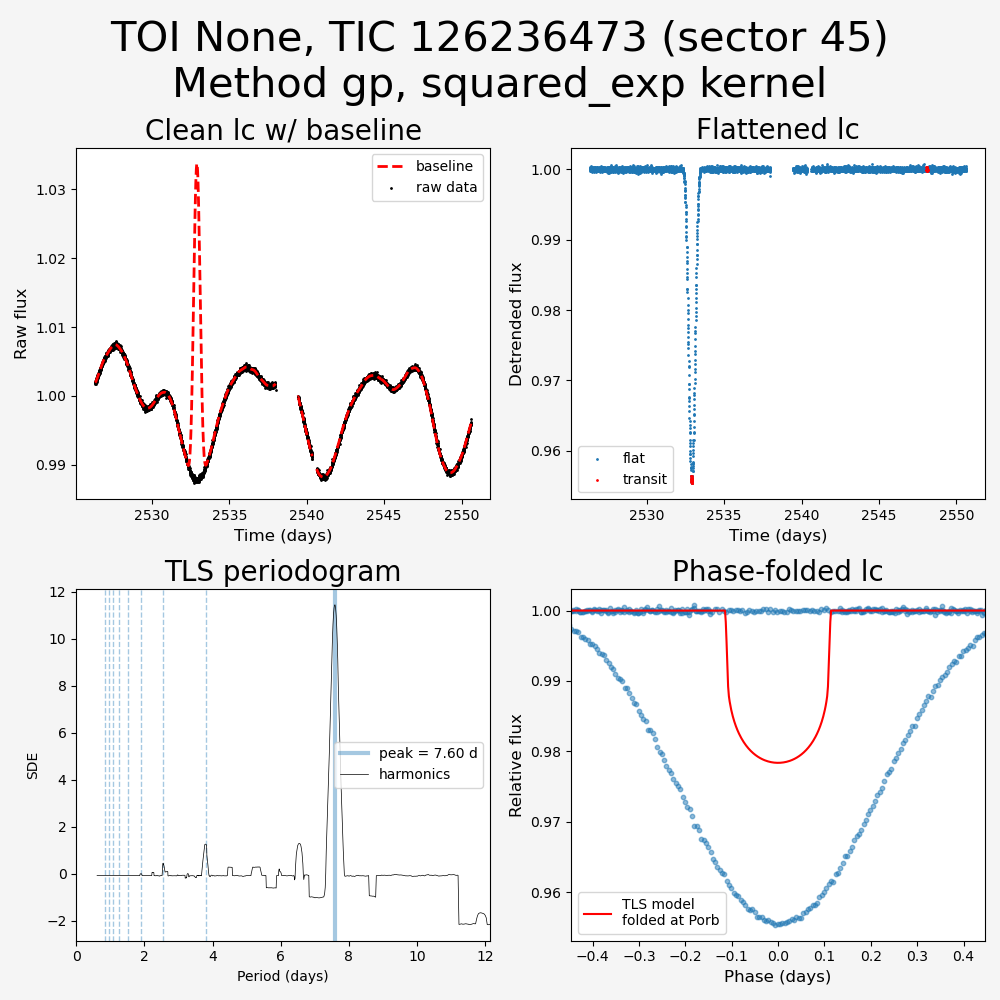 TOI None, TIC 126236473 (sector 45)
Method gp, squared_exp kernel
Clean lc w/ baseline
Raw flux
1.03
1.02
1.01
1.00
0.99
baseline
raw data
2530 2535 2540 2545 2550
Time (days)
Flattened lc
Detrended flux
1.00
0.99
0.98
0.97
0.96
flat
transit
2530 2535 2540 2545 2550
Time (days)
TLS periodogram
SDE
12
10
8
6
4
2
0
−2
peak = 7.60 d
harmonics
0 2 4 6 8 10 12
Period (days)
Phase-folded lc
Relative flux
1.00
0.99
0.98
0.97
0.96
TLS model
folded at Porb
−0.4 −0.3 −0.2 −0.1 0.0 0.1 0.2 0.3 0.4
Phase (days)